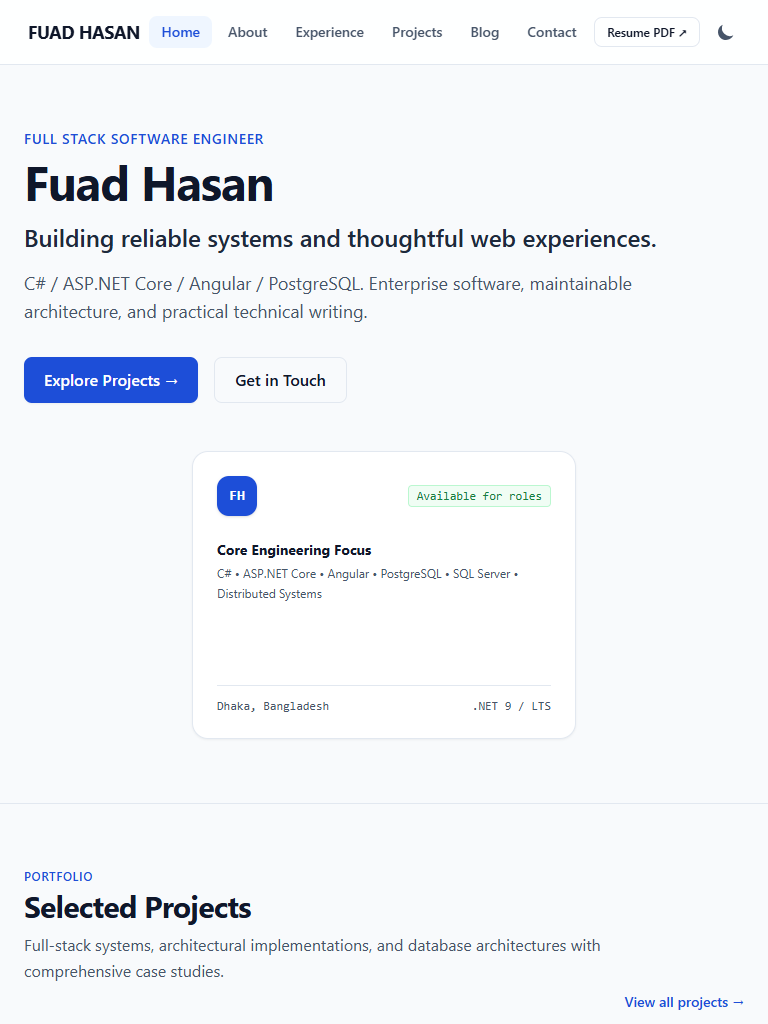 FUAD HASAN Home About Experience Projects Blog Contact Resume PDF ↗
FULL STACK SOFTWARE ENGINEER
Fuad Hasan
Building reliable systems and thoughtful web experiences.
C# / ASP.NET Core / Angular / PostgreSQL. Enterprise software, maintainable
architecture, and practical technical writing.
Explore Projects → Get in Touch
FH Available for roles
Core Engineering Focus
C# • ASP.NET Core • Angular • PostgreSQL • SQL Server •
Distributed Systems
Dhaka, Bangladesh .NET 9 / LTS
PORTFOLIO
Selected Projects
Full-stack systems, architectural implementations, and database architectures with
comprehensive case studies.
View all projects →